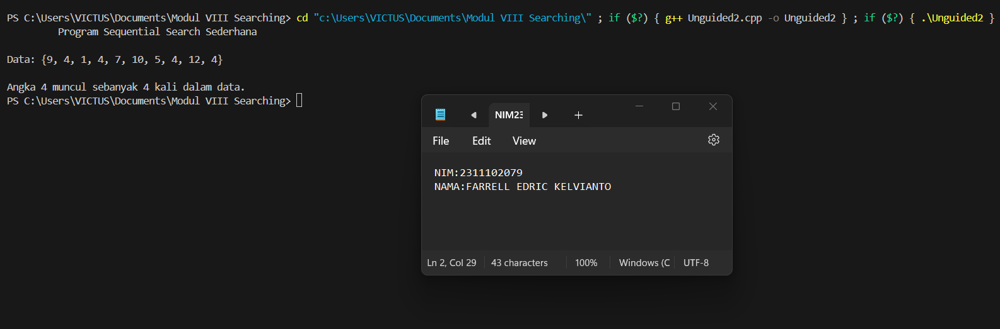 PS C:\Users\VICTUS\Documents\Modul VIII Searching> cd "c:\Users\VICTUS\Documents\Modul VIII Searching\" ; if ($?) { g++ Unguided2.cpp -o Unguided2 } ; if ($?) { .\Unguided2 }
Program Sequential Search Sederhana
Data: {9, 4, 1, 4, 7, 10, 5, 4, 12, 4}
Angka 4 muncul sebanyak 4 kali dalam data.
PS C:\Users\VICTUS\Documents\Modul VIII Searching>
NIM23
File Edit View
NIM:2311102079
NAMA:FARRELL EDRIC KELVIANTO
Ln 2, Col 29 43 characters 100% Windows (C UTF-8